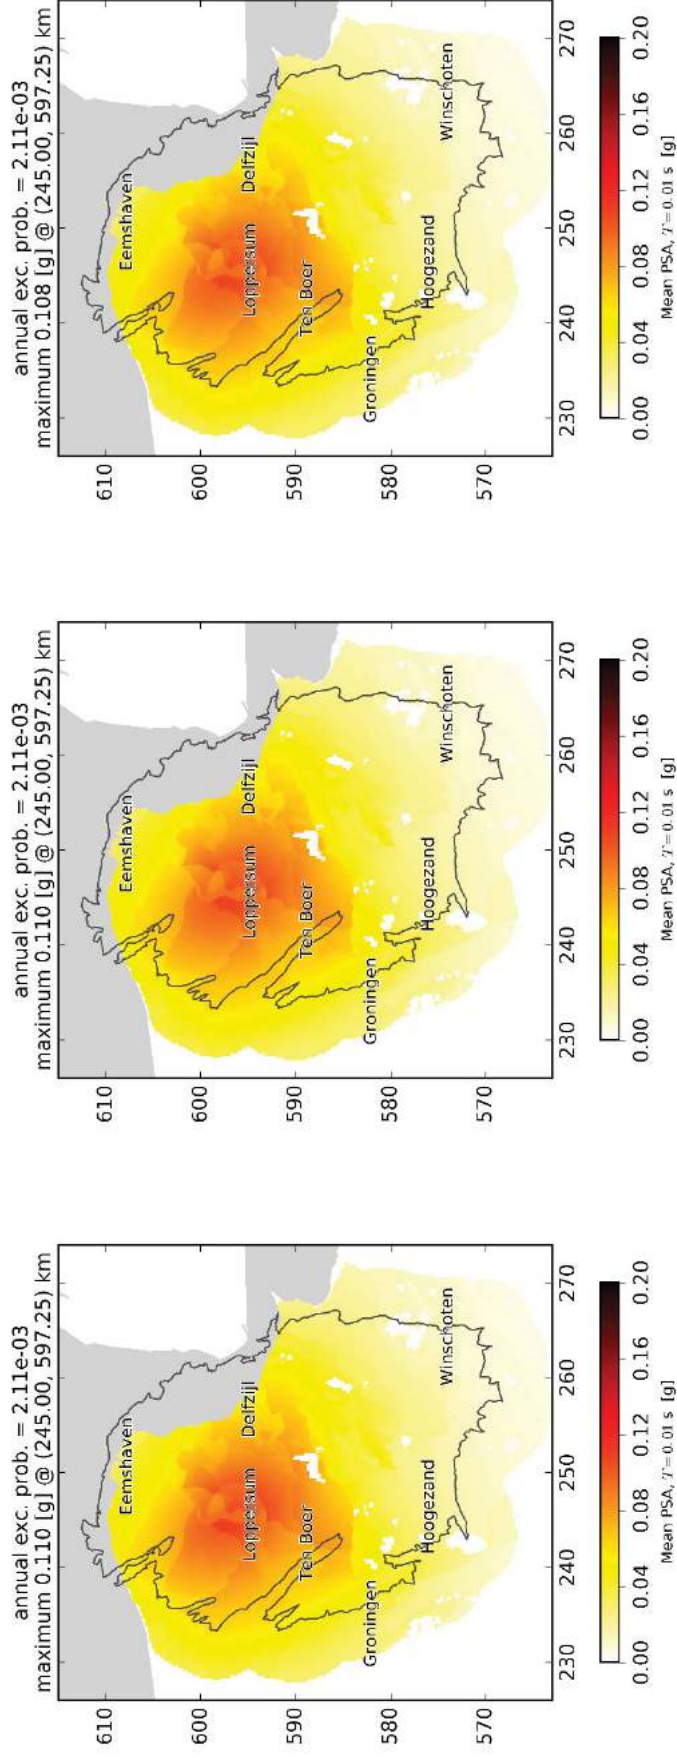 annual exc. prob. = 2.11e-03
maximum 0.110 [g] @ (245.00, 597.25) km
610
600
590
580
570
Eemshaven
Delfzijl
Loppersum
Ten Boer
Groningen
Hoogezand
Winschoten
230 240 250 260 270
0.00 0.04 0.08 0.12 0.16 0.20
Mean PSA, T=0.01 s [g]
annual exc. prob. = 2.11e-03
maximum 0.110 [g] @ (245.00, 597.25) km
610
600
590
580
570
Eemshaven
Delfzijl
Loppersum
Ten Boer
Groningen
Hoogezand
Winschoten
230 240 250 260 270
0.00 0.04 0.08 0.12 0.16 0.20
Mean PSA, T=0.01 s [g]
annual exc. prob. = 2.11e-03
maximum 0.108 [g] @ (245.00, 597.25) km
610
600
590
580
570
Eemshaven
Delfzijl
Loppersum
Ten Boer
Groningen
Hoogezand
Winschoten
230 240 250 260 270
0.00 0.04 0.08 0.12 0.16 0.20
Mean PSA, T=0.01 s [g]